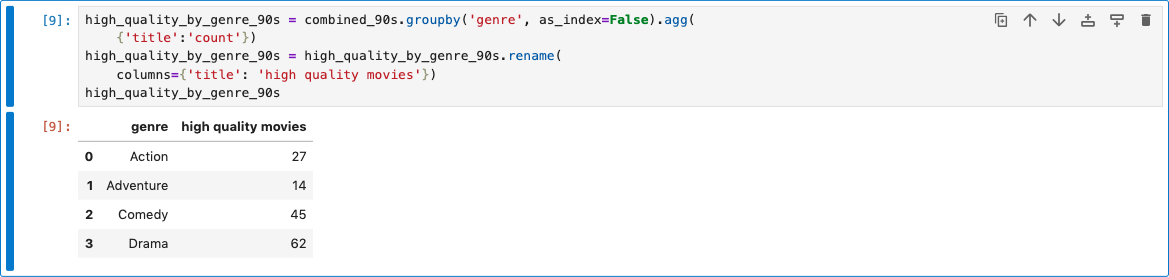 [9]: high_quality_by_genre_90s = combined_90s.groupby('genre', as_index=False).agg(
{'title':'count'})
high_quality_by_genre_90s = high_quality_by_genre_90s.rename(
columns={'title': 'high quality movies'})
high_quality_by_genre_90s
[9]: genre high quality movies
0 Action 27
1 Adventure 14
2 Comedy 45
3 Drama 62